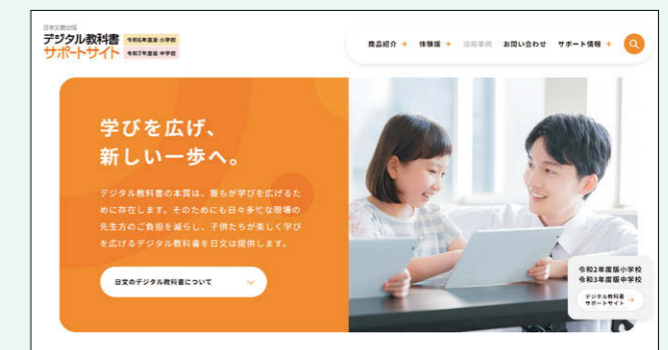 日本文教出版
デジタル教科書
サポートサイト
令和6年度版 小学校
令和7年度版 中学校
商品紹介 +
体験版 +
活用事例
お問い合わせ
サポート情報 +
学びを広げ、
新しい一歩へ。
デジタル教科書の本質は、誰もが学びを広げるた
めに存在します。そのためにも日々多忙な現場の
先生方のご負担を減らし、子供たちが楽しく学び
を広げるデジタル教科書を日文は提供します。
日文のデジタル教科書について
令和2年度版小学校
令和3年度版中学校
デジタル教科書
サポートサイト →